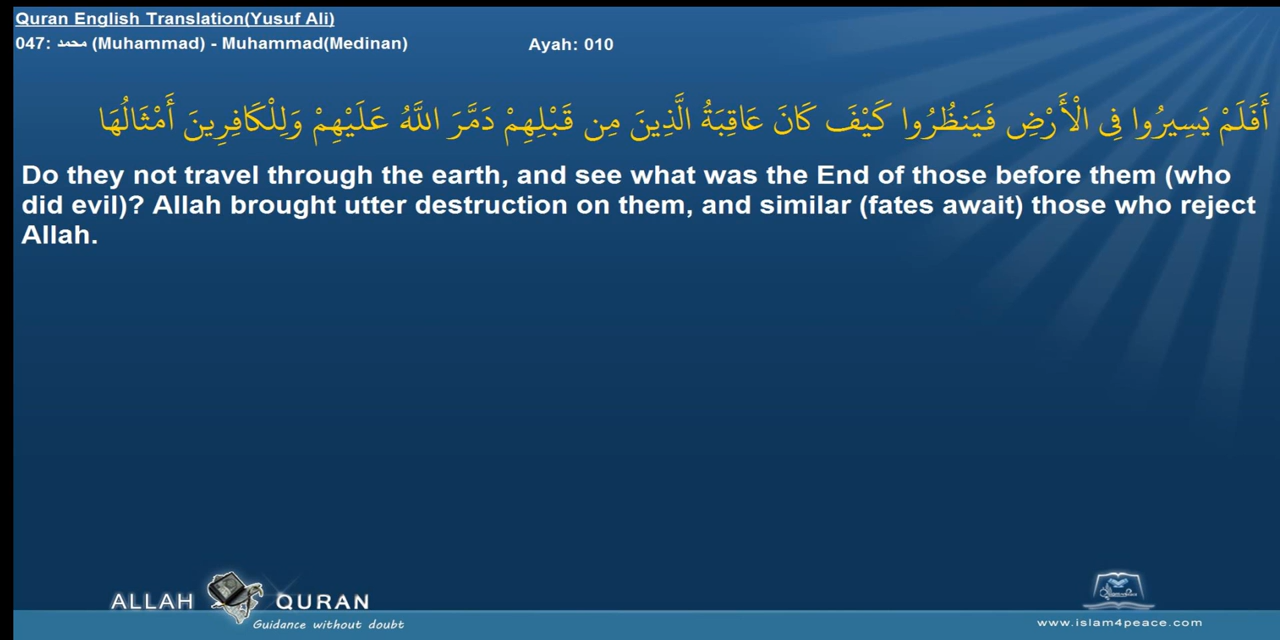 Quran English Translation(Yusuf Ali)
047: محمد (Muhammad) - Muhammad(Medinan) Ayah: 010
أَفَلَمْ يَسِيرُوا فِي الْأَرْضِ فَيَنظُرُوا كَيْفَ كَانَ عَاقِبَةُ الَّذِينَ مِن قَبْلِهِمْ دَمَّرَ اللَّهُ عَلَيْهِمْ وَلِلْكَافِرِينَ أَمْثَالُهَا
Do they not travel through the earth, and see what was the End of those before them (who
did evil)? Allah brought utter destruction on them, and similar (fates await) those who reject
Allah.
ALLAH QURAN
Guidance without doubt
www.islam4peace.com